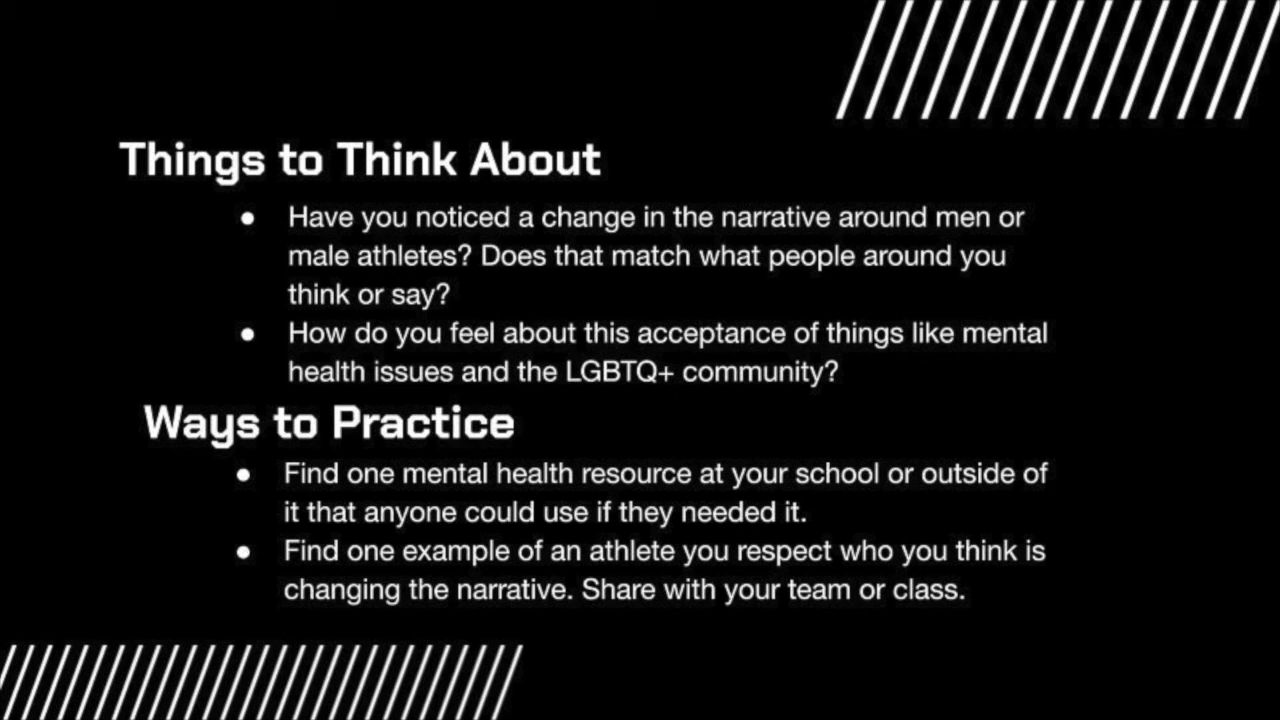 Things to Think About
● Have you noticed a change in the narrative around men or
male athletes? Does that match what people around you
think or say?
● How do you feel about this acceptance of things like mental
health issues and the LGBTQ+ community?
Ways to Practice
● Find one mental health resource at your school or outside of
it that anyone could use if they needed it.
● Find one example of an athlete you respect who you think is
changing the narrative. Share with your team or class.